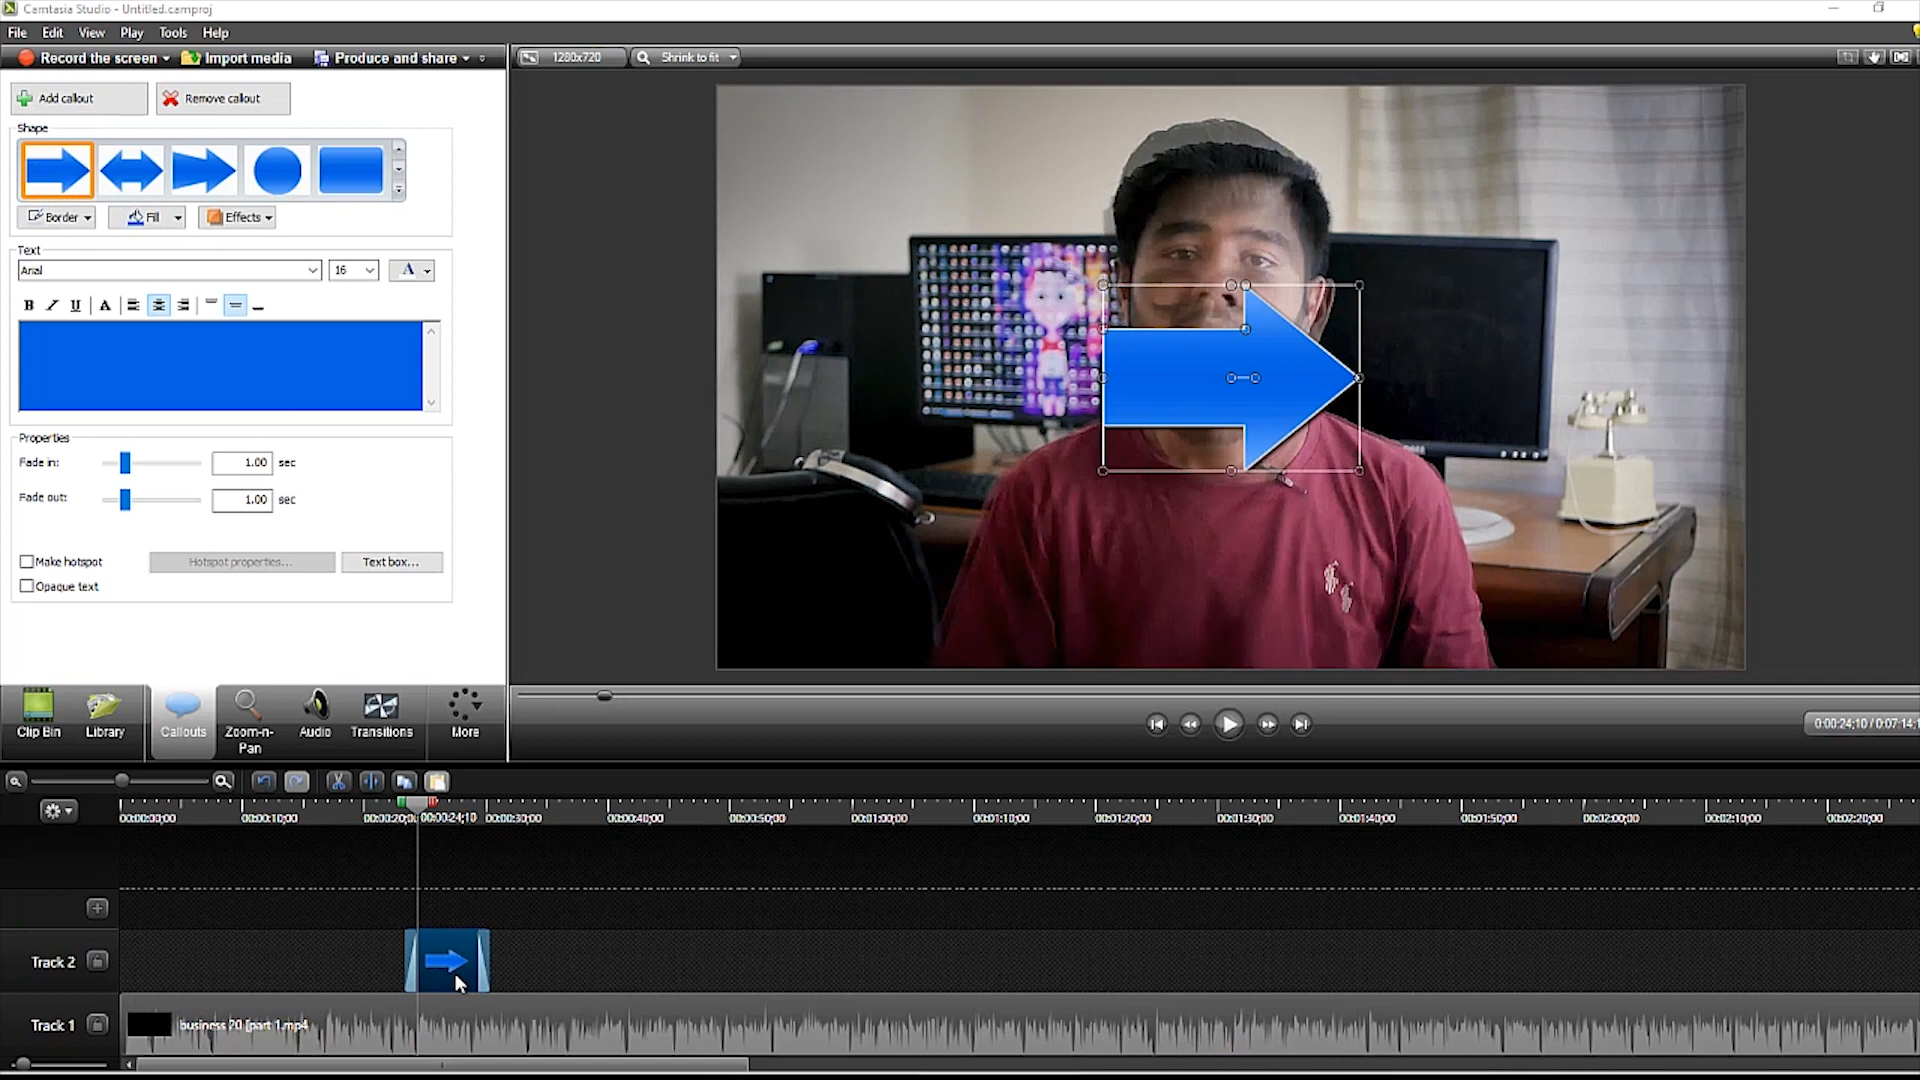 Camtasia Studio - Untitled.camproj
File Edit View Play Tools Help
Record the screen Import media Produce and share
1280x720 Shrink to fit
Add callout Remove callout
Shape
Border Fill Effects
Text
Arial 16 A
B I U A
Properties
Fade in: 1.00 sec
Fade out: 1.00 sec
Make hotspot Hotspot properties... Text box...
Opaque text
Clip Bin Library Callouts Zoom-n-Pan Audio Transitions More
0:00:24;10 / 0:07:14;1
00:00:00;00 00:00:10;00 00:00:20; 00:00:24;10 00:00:30;00 00:00:40;00 00:00:50;00 00:01:00;00 00:01:10;00 00:01:20;00 00:01:30;00 00:01:40;00 00:01:50;00 00:02:00;00 00:02:10;00 00:02:20;00
Track 2
Track 1 business 20 [part 1.mp4